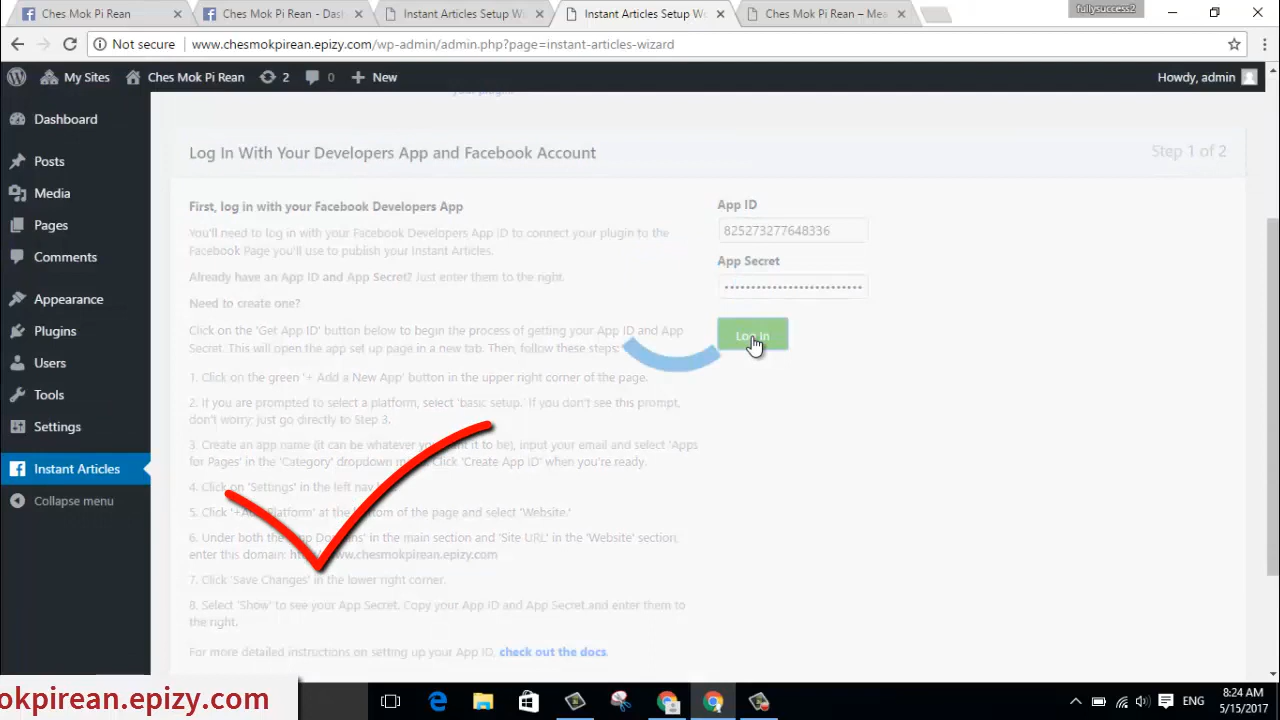 Ches Mok Pi Rean
Ches Mok Pi Rean - Das
Instant Articles Setup W
Instant Articles Setup W
Ches Mok Pi Rean – Mea
fullysuccess2
Not secure
www.chesmokpirean.epizy.com/wp-admin/admin.php?page=instant-articles-wizard
My Sites
Ches Mok Pi Rean
2
0
New
Howdy, admin
Dashboard
Posts
Media
Pages
Comments
Appearance
Plugins
Users
Tools
Settings
Instant Articles
Collapse menu
Log In With Your Developers App and Facebook Account
Step 1 of 2
First, log in with your Facebook Developers App
You'll need to log in with your Facebook Developers App ID to connect your plugin to the
Facebook Page you'll use to publish your Instant Articles.
Already have an App ID and App Secret? Just enter them to the right.
Need to create one?
Click on the 'Get App ID' button below to begin the process of getting your App ID and App
Secret. This will open the app set up page in a new tab. Then, follow these steps:
1. Click on the green '+ Add a New App' button in the upper right corner of the page.
2. If you are prompted to select a platform, select 'basic setup.' If you don't see this prompt,
don't worry; just go directly to Step 3.
3. Create an app name (it can be whatever you want it to be), input your email and select 'Apps
for Pages' in the 'Category' dropdown Click 'Create App ID' when you're ready.
4. Click on 'Settings' in the left nav
5. Click '+Add Platform' at the bottom of the page and select 'Website.'
6. Under both the 'App Domains' in the main section and 'Site URL' in the 'Website' section,
enter this domain: http://www.chesmokpirean.epizy.com
7. Click 'Save Changes' in the lower right corner.
8. Select 'Show' to see your App Secret. Copy your App ID and App Secret and enter them to
the right.
For more detailed instructions on setting up your App ID, check out the docs.
App ID
825273277648336
App Secret
Log In
okpirean.epizy.com
ENG
8:24 AM
5/15/2017